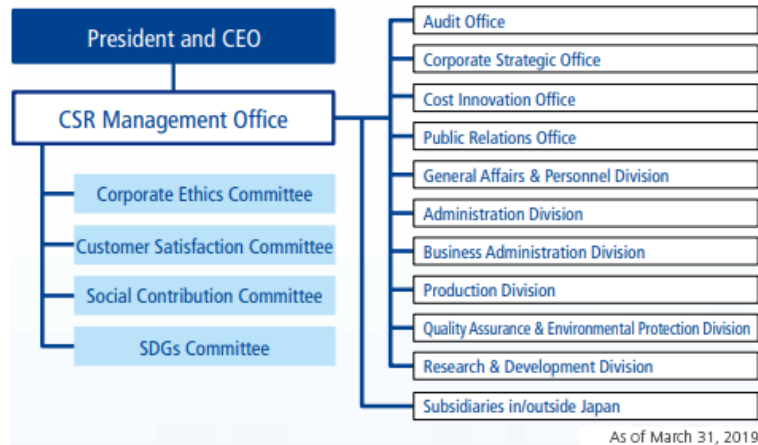 President and CEO
CSR Management Office
Corporate Ethics Committee
Customer Satisfaction Committee
Social Contribution Committee
SDGs Committee
Audit Office
Corporate Strategic Office
Cost Innovation Office
Public Relations Office
General Affairs & Personnel Division
Administration Division
Business Administration Division
Production Division
Quality Assurance & Environmental Protection Division
Research & Development Division
Subsidiaries in/outside Japan
As of March 31, 2019